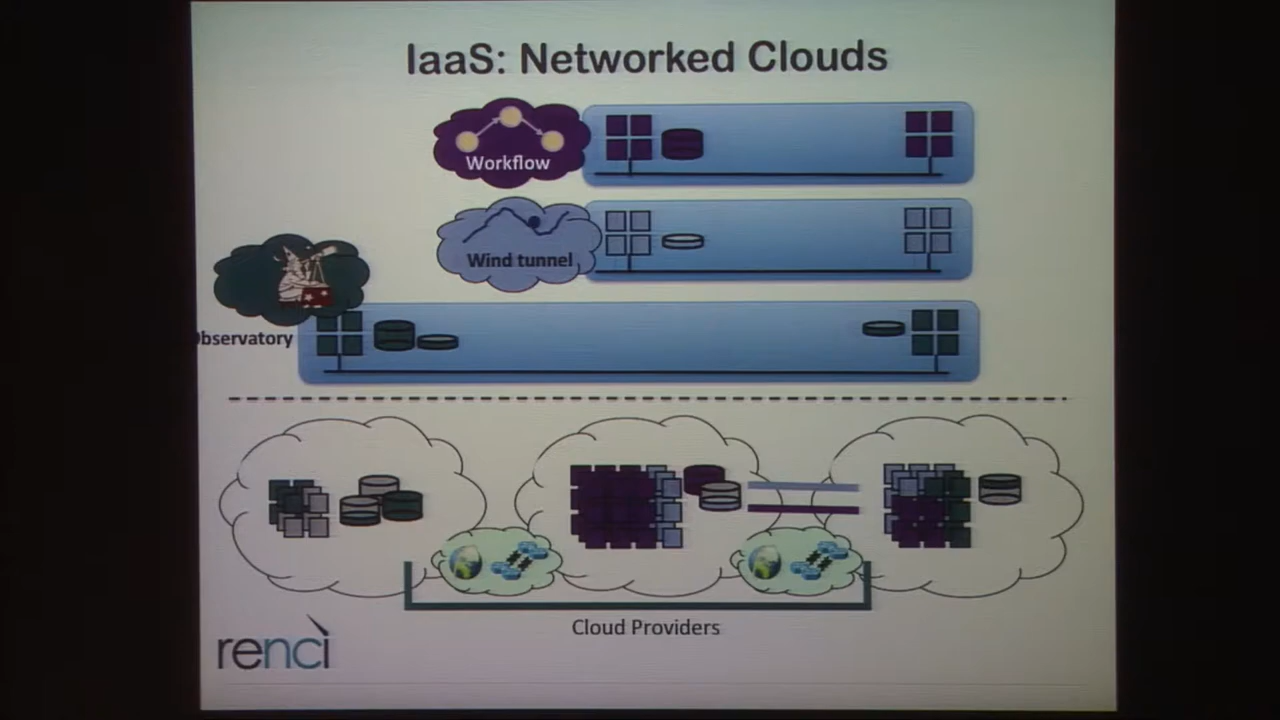 IaaS: Networked Clouds
Workflow
Wind tunnel
bservatory
Cloud Providers
renci